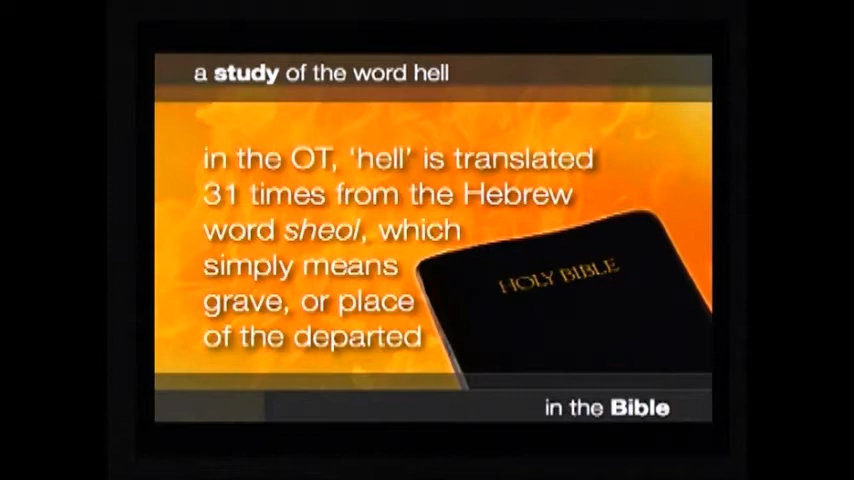 a study of the word hell
in the OT, 'hell' is translated
31 times from the Hebrew
word sheol, which
simply means
grave, or place
of the departed
HOLY BIBLE
in the Bible